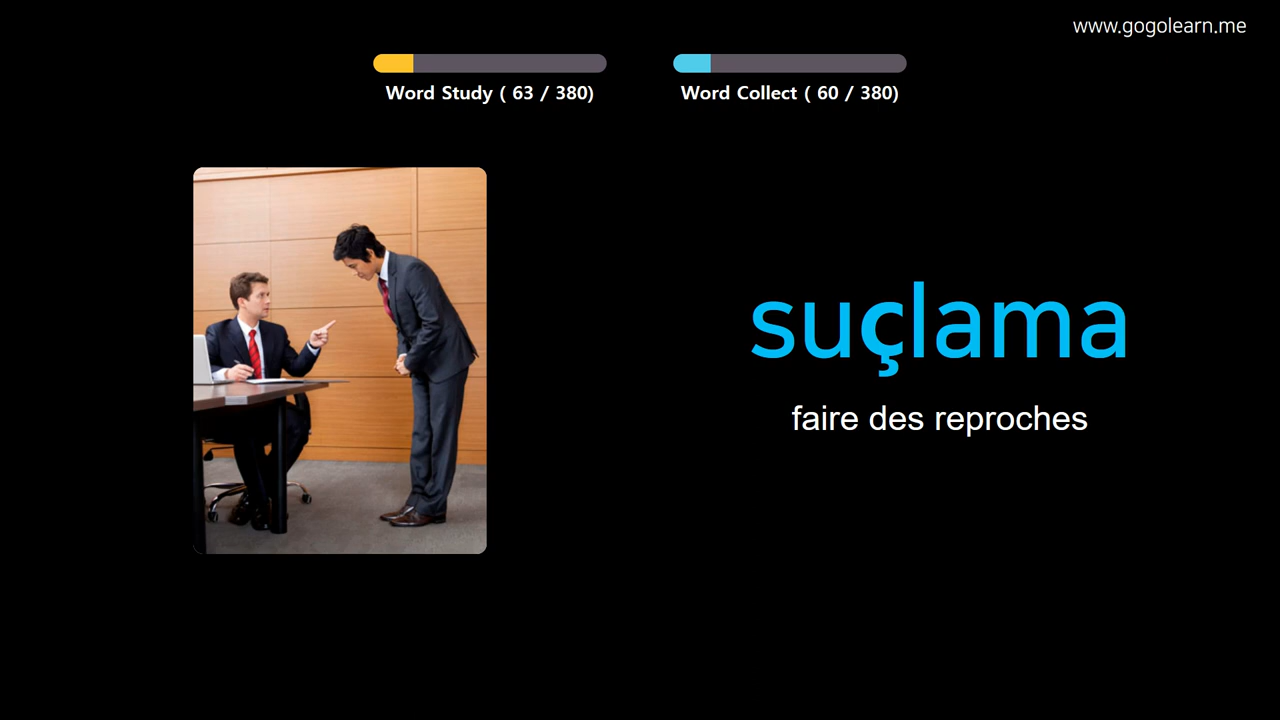 www.gogolearn.me
Word Study ( 63 / 380)
Word Collect ( 60 / 380)
suçlama
faire des reproches